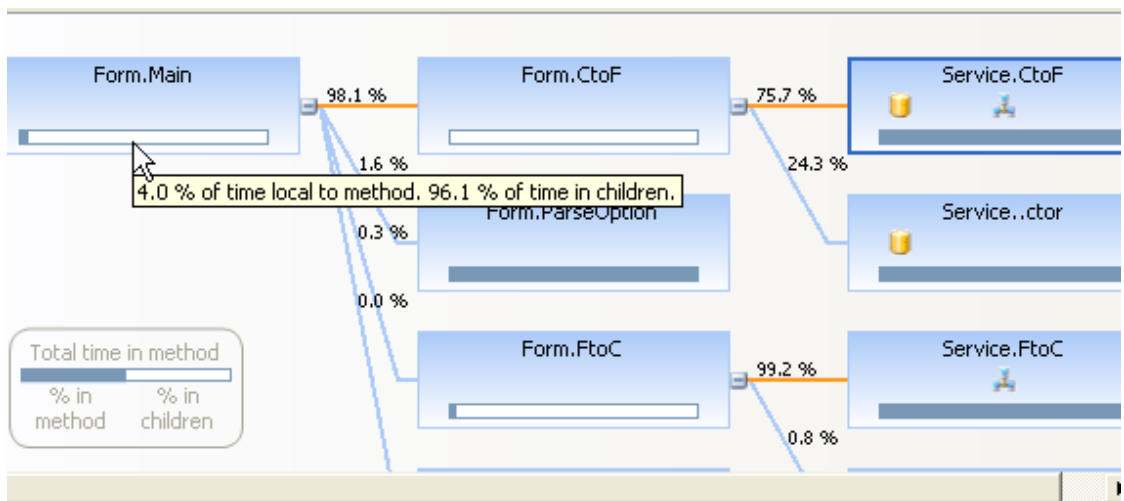 Form.Main
Form.CtoF
Service.CtoF
98.1 %
75.7 %
1.6 %
24.3 %
4.0 % of time local to method. 96.1 % of time in children.
Form.ParseOption
Service..ctor
0.3 %
0.0 %
Form.FtoC
Service.FtoC
Total time in method
99.2 %
% in method
% in children
0.8 %